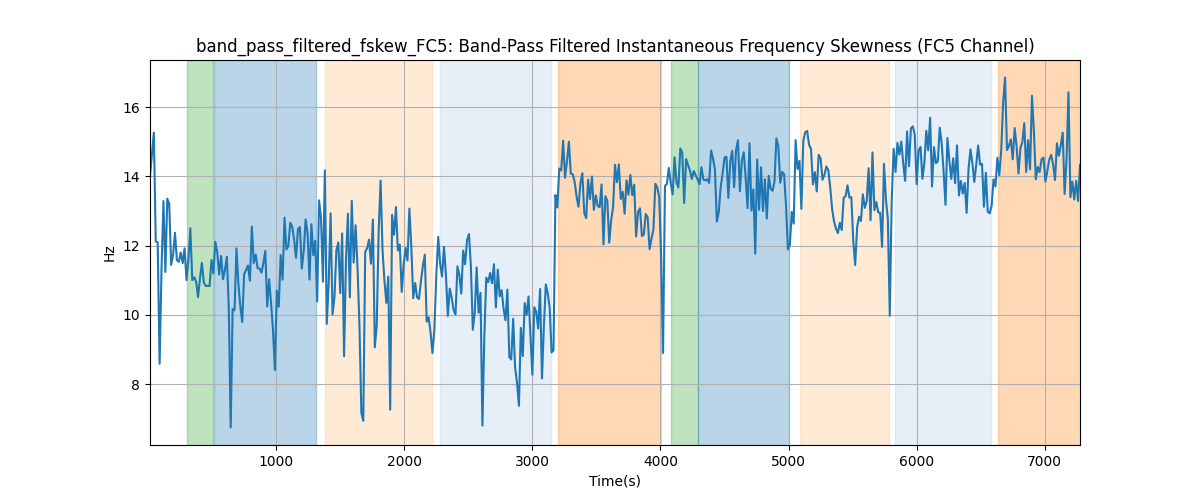 band_pass_filtered_fskew_FC5: Band-Pass Filtered Instantaneous Frequency Skewness (FC5 Channel)
16
14
12
10
8
Hz
1000 2000 3000 4000 5000 6000 7000
Time(s)